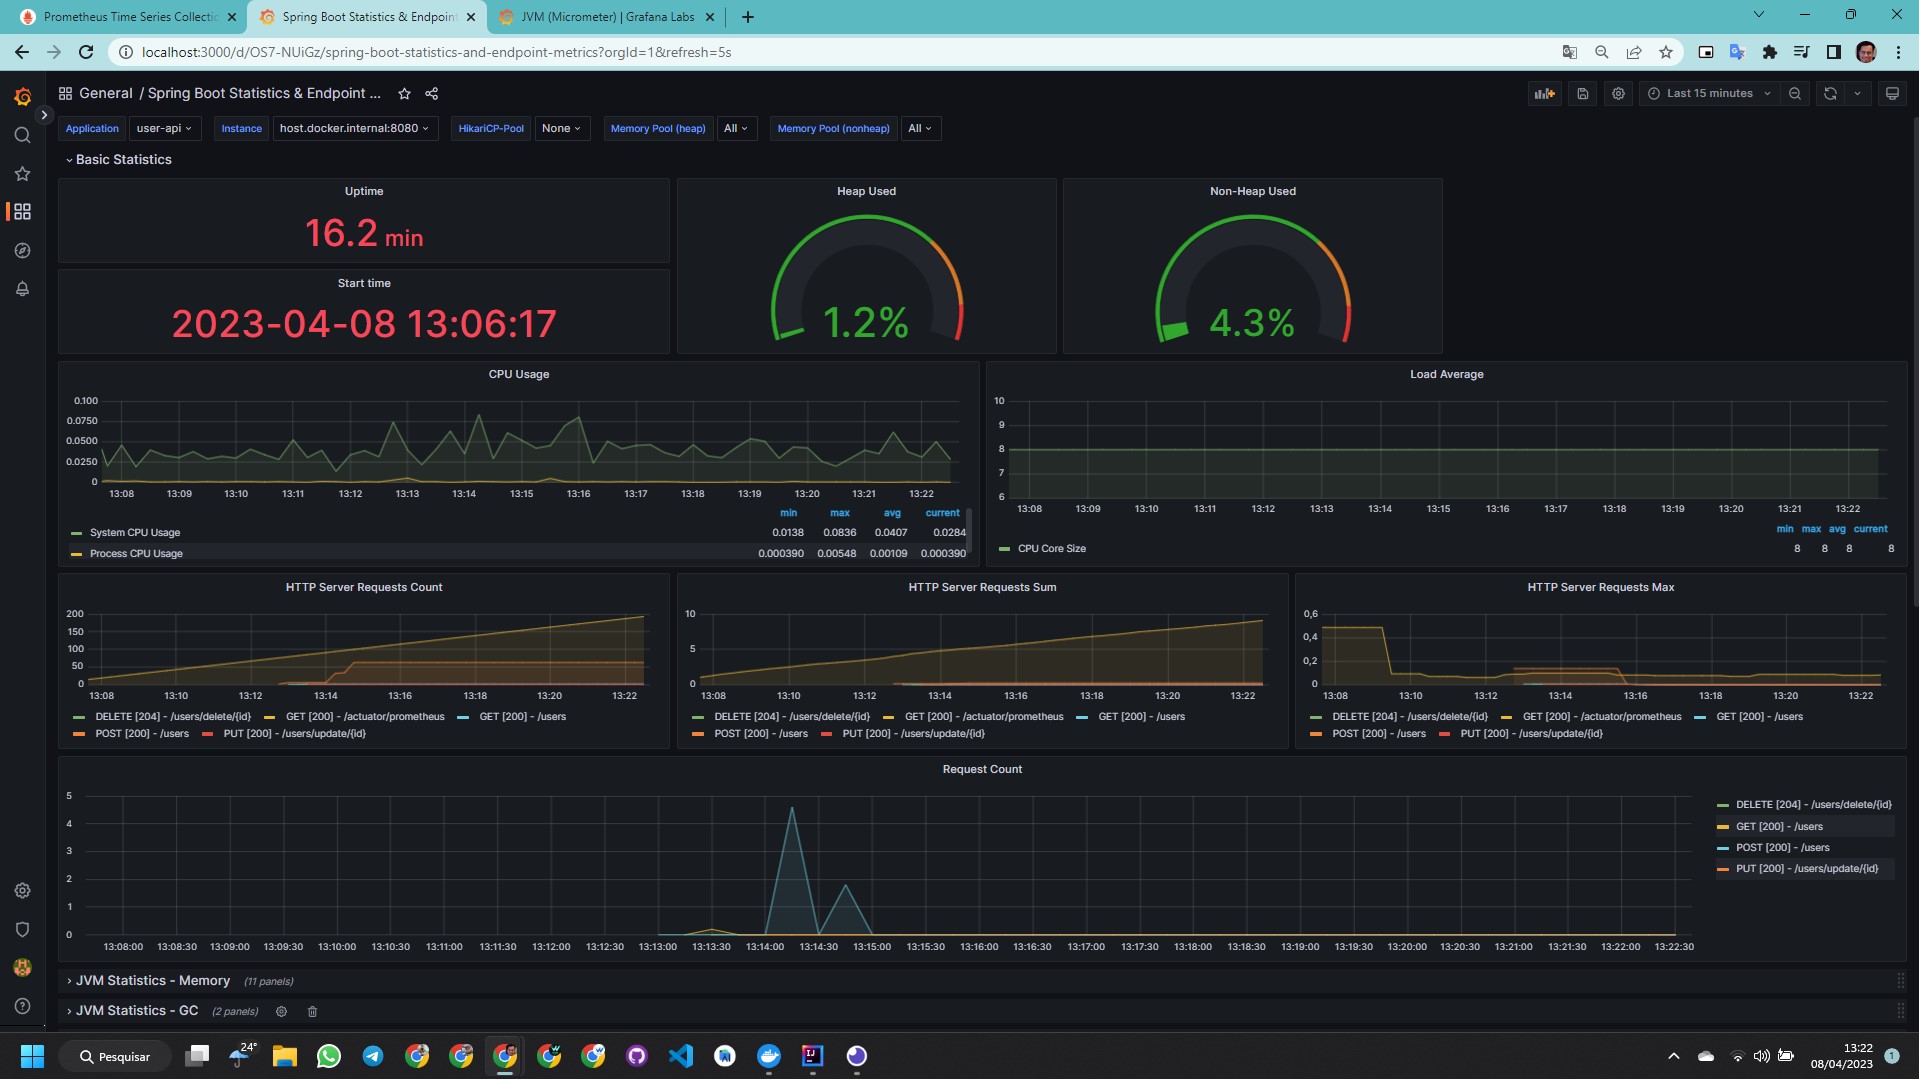 Prometheus Time Series Collectic
Spring Boot Statistics & Endpoint
JVM (Micrometer) | Grafana Labs
localhost:3000/d/OS7-NUiGz/spring-boot-statistics-and-endpoint-metrics?orgId=1&refresh=5s
General / Spring Boot Statistics & Endpoint ...
Last 15 minutes
Application user-api Instance host.docker.internal:8080 HikariCP-Pool None Memory Pool (heap) All Memory Pool (nonheap) All
Basic Statistics
Uptime
16.2 min
Start time
2023-04-08 13:06:17
Heap Used
1.2%
Non-Heap Used
4.3%
CPU Usage
0.100
0.0750
0.0500
0.0250
0
13:08 13:09 13:10 13:11 13:12 13:13 13:14 13:15 13:16 13:17 13:18 13:19 13:20 13:21 13:22
min max avg current
System CPU Usage 0.0138 0.0836 0.0407 0.0284
Process CPU Usage 0.000390 0.00548 0.00109 0.000390
Load Average
10
9
8
7
6
13:08 13:09 13:10 13:11 13:12 13:13 13:14 13:15 13:16 13:17 13:18 13:19 13:20 13:21 13:22
min max avg current
CPU Core Size 8 8 8 8
HTTP Server Requests Count
200
150
100
50
0
13:08 13:10 13:12 13:14 13:16 13:18 13:20 13:22
DELETE [204] - /users/delete/{id} GET [200] - /actuator/prometheus GET [200] - /users
POST [200] - /users PUT [200] - /users/update/{id}
HTTP Server Requests Sum
10
5
0
13:08 13:10 13:12 13:14 13:16 13:18 13:20 13:22
DELETE [204] - /users/delete/{id} GET [200] - /actuator/prometheus GET [200] - /users
POST [200] - /users PUT [200] - /users/update/{id}
HTTP Server Requests Max
0,6
0,4
0,2
0
13:08 13:10 13:12 13:14 13:16 13:18 13:20 13:22
DELETE [204] - /users/delete/{id} GET [200] - /actuator/prometheus GET [200] - /users
POST [200] - /users PUT [200] - /users/update/{id}
Request Count
5
4
3
2
1
0
13:08:00 13:08:30 13:09:00 13:09:30 13:10:00 13:10:30 13:11:00 13:11:30 13:12:00 13:12:30 13:13:00 13:13:30 13:14:00 13:14:30 13:15:00 13:15:30 13:16:00 13:16:30 13:17:00 13:17:30 13:18:00 13:18:30 13:19:00 13:19:30 13:20:00 13:20:30 13:21:00 13:21:30 13:22:00 13:22:30
DELETE [204] - /users/delete/{id}
GET [200] - /users
POST [200] - /users
PUT [200] - /users/update/{id}
JVM Statistics - Memory (11 panels)
JVM Statistics - GC (2 panels)
Pesquisar
24°
13:22
08/04/2023
1